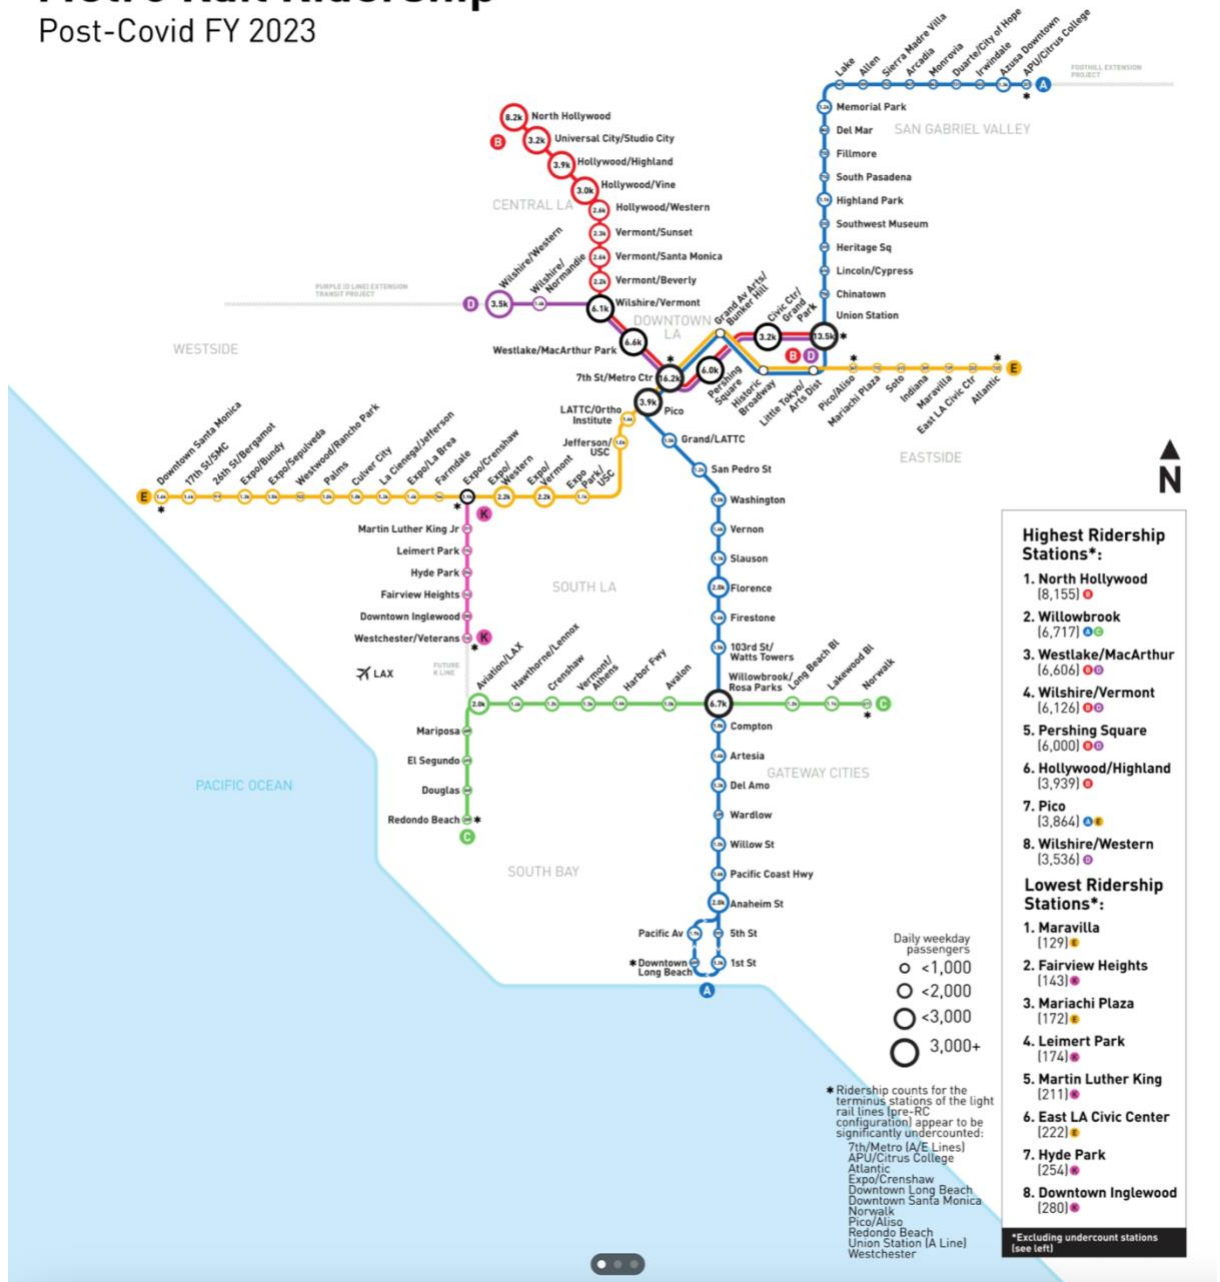 Metro Rail Ridership
Post-Covid FY 2023
Lake
Allen
Sierra Madre Villa
Arcadia
Monrovia
Duarte/City of Hope
Irwindale
Azusa Downtown
APU/Citrus College
A
*
FOOTHILL EXTENSION
PROJECT
Memorial Park
Del Mar
SAN GABRIEL VALLEY
Fillmore
South Pasadena
Highland Park
Southwest Museum
Heritage Sq
Lincoln/Cypress
Chinatown
Union Station
13.5k
*
8.2k
North Hollywood
B
3.2k
Universal City/Studio City
3.9k
Hollywood/Highland
3.0k
Hollywood/Vine
CENTRAL LA
Hollywood/Western
Vermont/Sunset
Vermont/Santa Monica
Vermont/Beverly
Wilshire/Western
Wilshire/
Normandie
PURPLE (D LINE) EXTENSION
TRANSIT PROJECT
D
3.5k
6.1k
Wilshire/Vermont
DOWNTOWN
LA
WESTSIDE
6.6k
Westlake/MacArthur Park
*
7th St/Metro Ctr
16.2k
3.9k
Pico
6.0k
Pershing
Square
Grand Av Arts/
Bunker Hill
3.2k
Civic Ctr/
Grand
Park
B
D
Historic
Broadway
Little Tokyo/
Arts Dist
*
Pico/Aliso
Mariachi Plaza
Soto
Indiana
Maravilla
East LA Civic Ctr
*
Atlantic
E
EASTSIDE
LATTC/Ortho
Institute
Jefferson/
USC
Grand/LATTC
San Pedro St
Washington
Vernon
Slauson
2.0k
Florence
Firestone
103rd St/
Watts Towers
Willowbrook/
Rosa Parks
6.7k
E
*
Downtown Santa Monica
17th St/SMC
26th St/Bergamot
Expo/Bundy
Expo/Sepulveda
Westwood/Rancho Park
Palms
Culver City
La Cienega/Jefferson
Expo/La Brea
Farmdale
Expo/Crenshaw
*
Expo/
Western
2.2k
Expo/
Vermont
2.2k
Expo
Park/
USC
K
Martin Luther King Jr
Leimert Park
Hyde Park
Fairview Heights
Downtown Inglewood
Westchester/Veterans
K
*
SOUTH LA
LAX
FUTURE
K LINE
Aviation/LAX
2.0k
Hawthorne/Lennox
Crenshaw
Vermont/
Athens
Harbor Fwy
Avalon
Long Beach Bl
Lakewood Bl
Norwalk
*
C
Mariposa
El Segundo
Douglas
Redondo Beach
*
C
PACIFIC OCEAN
SOUTH BAY
GATEWAY CITIES
Compton
Artesia
Del Amo
Wardlow
Willow St
Pacific Coast Hwy
2.0k
Anaheim St
Pacific Av
5th St
* Downtown
Long Beach
1st St
A
N
Daily weekday
passengers
<1,000
<2,000
<3,000
3,000+
* Ridership counts for the
terminus stations of the light
rail lines (pre-RC
configuration) appear to be
significantly undercounted:
7th/Metro (A/E Lines)
APU/Citrus College
Atlantic
Expo/Crenshaw
Downtown Long Beach
Downtown Santa Monica
Norwalk
Pico/Aliso
Redondo Beach
Union Station (A Line)
Westchester
Highest Ridership
Stations*:
1. North Hollywood
(8,155) B
2. Willowbrook
(6,717) A C
3. Westlake/MacArthur
(6,606) B D
4. Wilshire/Vermont
(6,126) B D
5. Pershing Square
(6,000) B D
6. Hollywood/Highland
(3,939) B
7. Pico
(3,864) A E
8. Wilshire/Western
(3,536) D
Lowest Ridership
Stations*:
1. Maravilla
(129) E
2. Fairview Heights
(143) K
3. Mariachi Plaza
(172) E
4. Leimert Park
(174) K
5. Martin Luther King
(211) K
6. East LA Civic Center
(222) E
7. Hyde Park
(254) K
8. Downtown Inglewood
(280) K
*Excluding undercount stations
(see left)